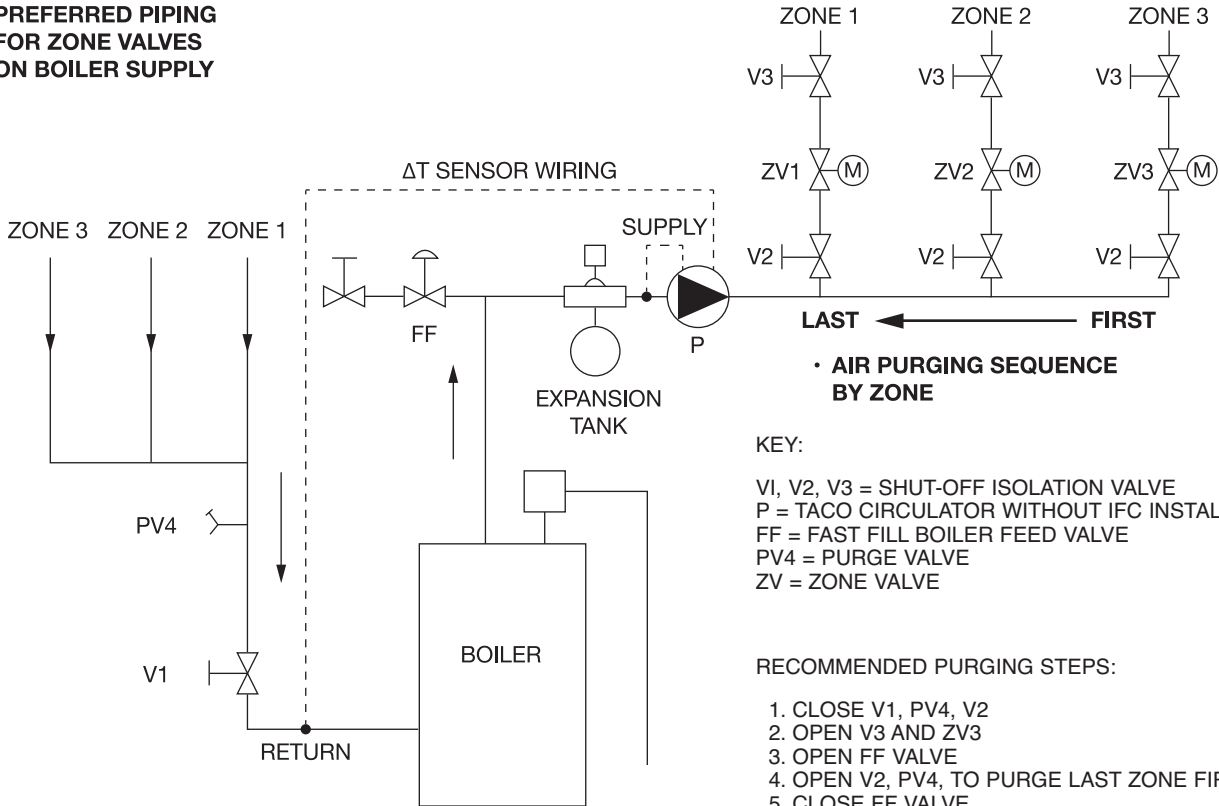 PREFERRED PIPING
FOR ZONE VALVES
ON BOILER SUPPLY
ZONE 1 ZONE 2 ZONE 3
V3 V3 V3
ZV1 M ZV2 M ZV3 M
V2 V2 V2
ΔT SENSOR WIRING
SUPPLY
ZONE 3 ZONE 2 ZONE 1
FF
P
EXPANSION
TANK
LAST FIRST
• AIR PURGING SEQUENCE
BY ZONE
PV4
V1
RETURN
BOILER
KEY:
VI, V2, V3 = SHUT-OFF ISOLATION VALVE
P = TACO CIRCULATOR WITHOUT IFC
FF = FAST FILL BOILER FEED VALVE
PV4 = PURGE VALVE
ZV = ZONE VALVE
RECOMMENDED PURGING STEPS:
1. CLOSE V1, PV4, V2
2. OPEN V3 AND ZV3
3. OPEN FF VALVE
4. OPEN V2, PV4, TO PURGE LAST ZONE
5. CLOSE FF VALVE